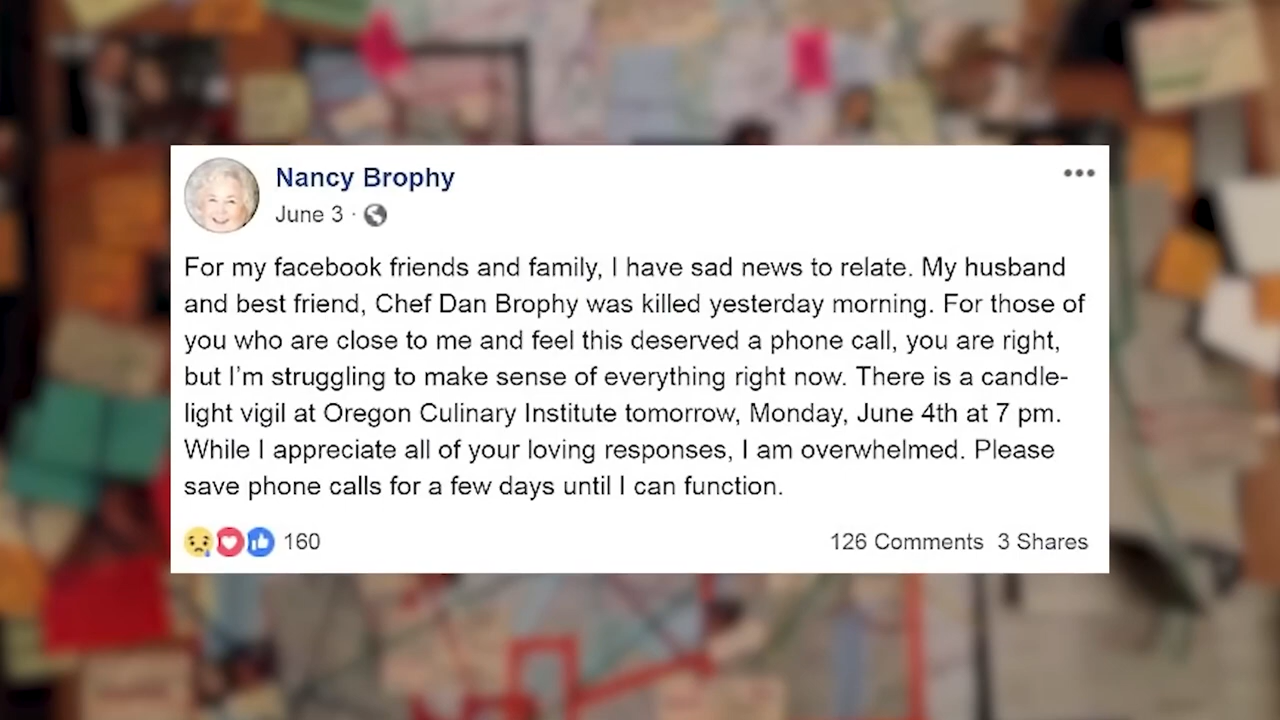 Nancy Brophy
June 3 ·
For my facebook friends and family, I have sad news to relate. My husband
and best friend, Chef Dan Brophy was killed yesterday morning. For those of
you who are close to me and feel this deserved a phone call, you are right,
but I’m struggling to make sense of everything right now. There is a candle-
light vigil at Oregon Culinary Institute tomorrow, Monday, June 4th at 7 pm.
While I appreciate all of your loving responses, I am overwhelmed. Please
save phone calls for a few days until I can function.
160
126 Comments 3 Shares